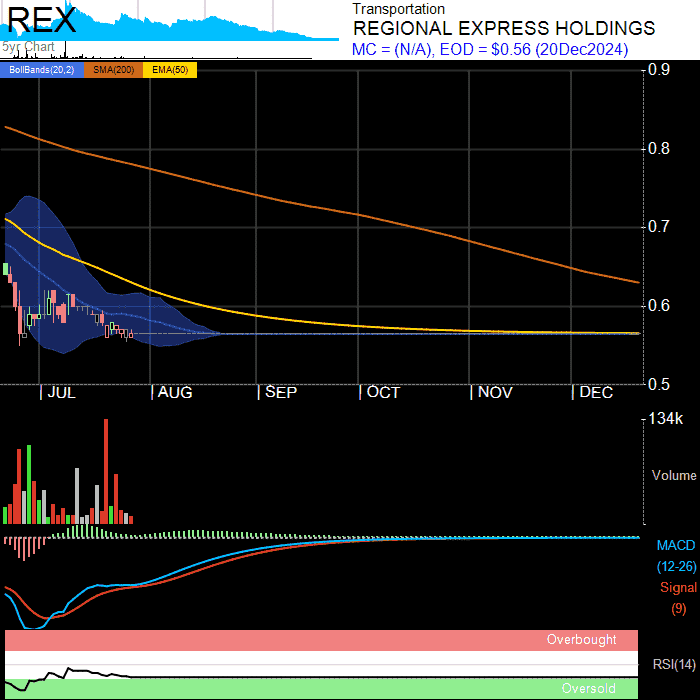 REX
5yr Chart
Transportation
REGIONAL EXPRESS HOLDINGS
MC = (N/A), EOD = $0.56 (20Dec2024)
BollBands(20,2) SMA(200) EMA(50)
0.9
0.8
0.7
0.6
0.5
JUL AUG SEP OCT NOV DEC
134k
Volume
MACD
(12-26)
Signal
(9)
Overbought
RSI(14)
Oversold